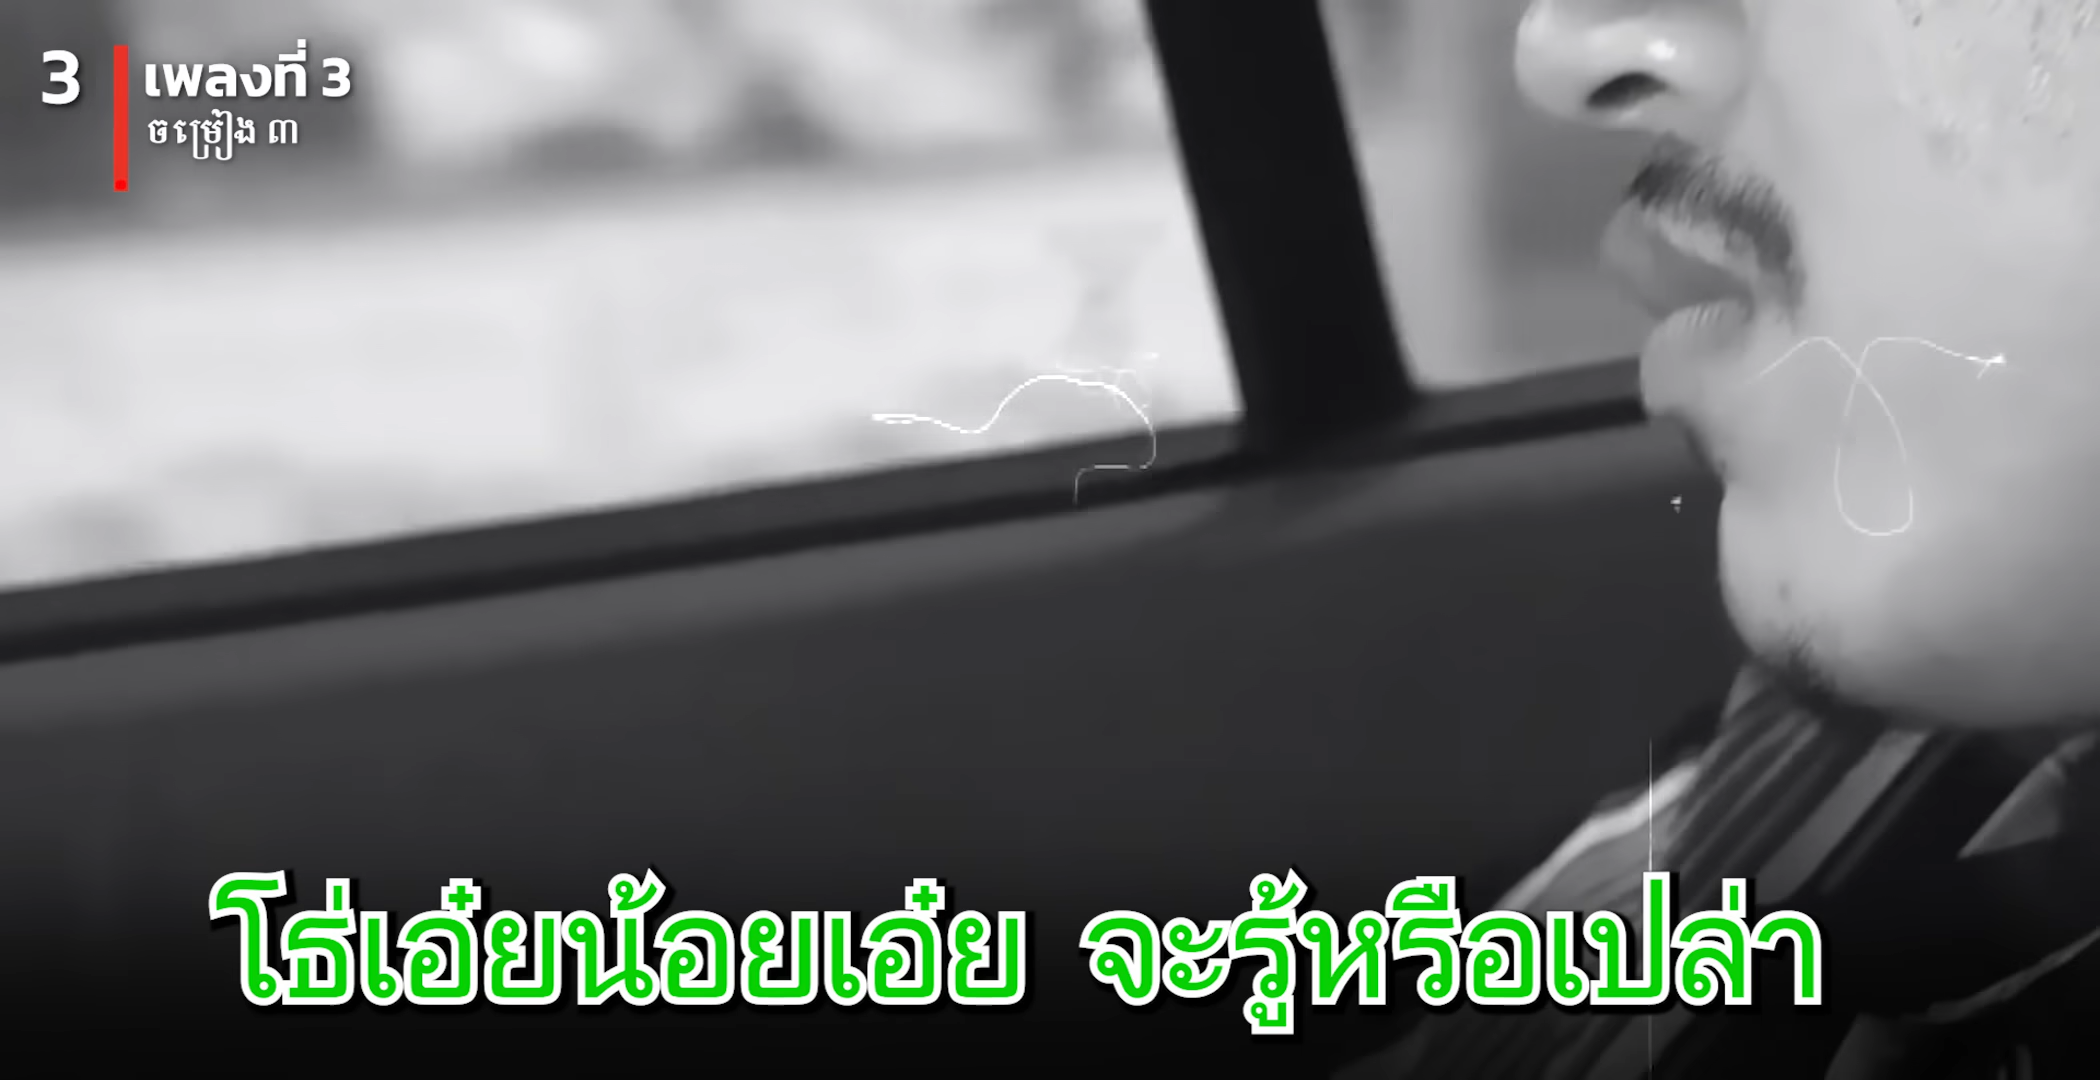 3
เพลงที่ 3
ចម្រៀង ៣
โธ่เอ๋ยน้อยเอ๋ย จะรู้หรือเปล่า